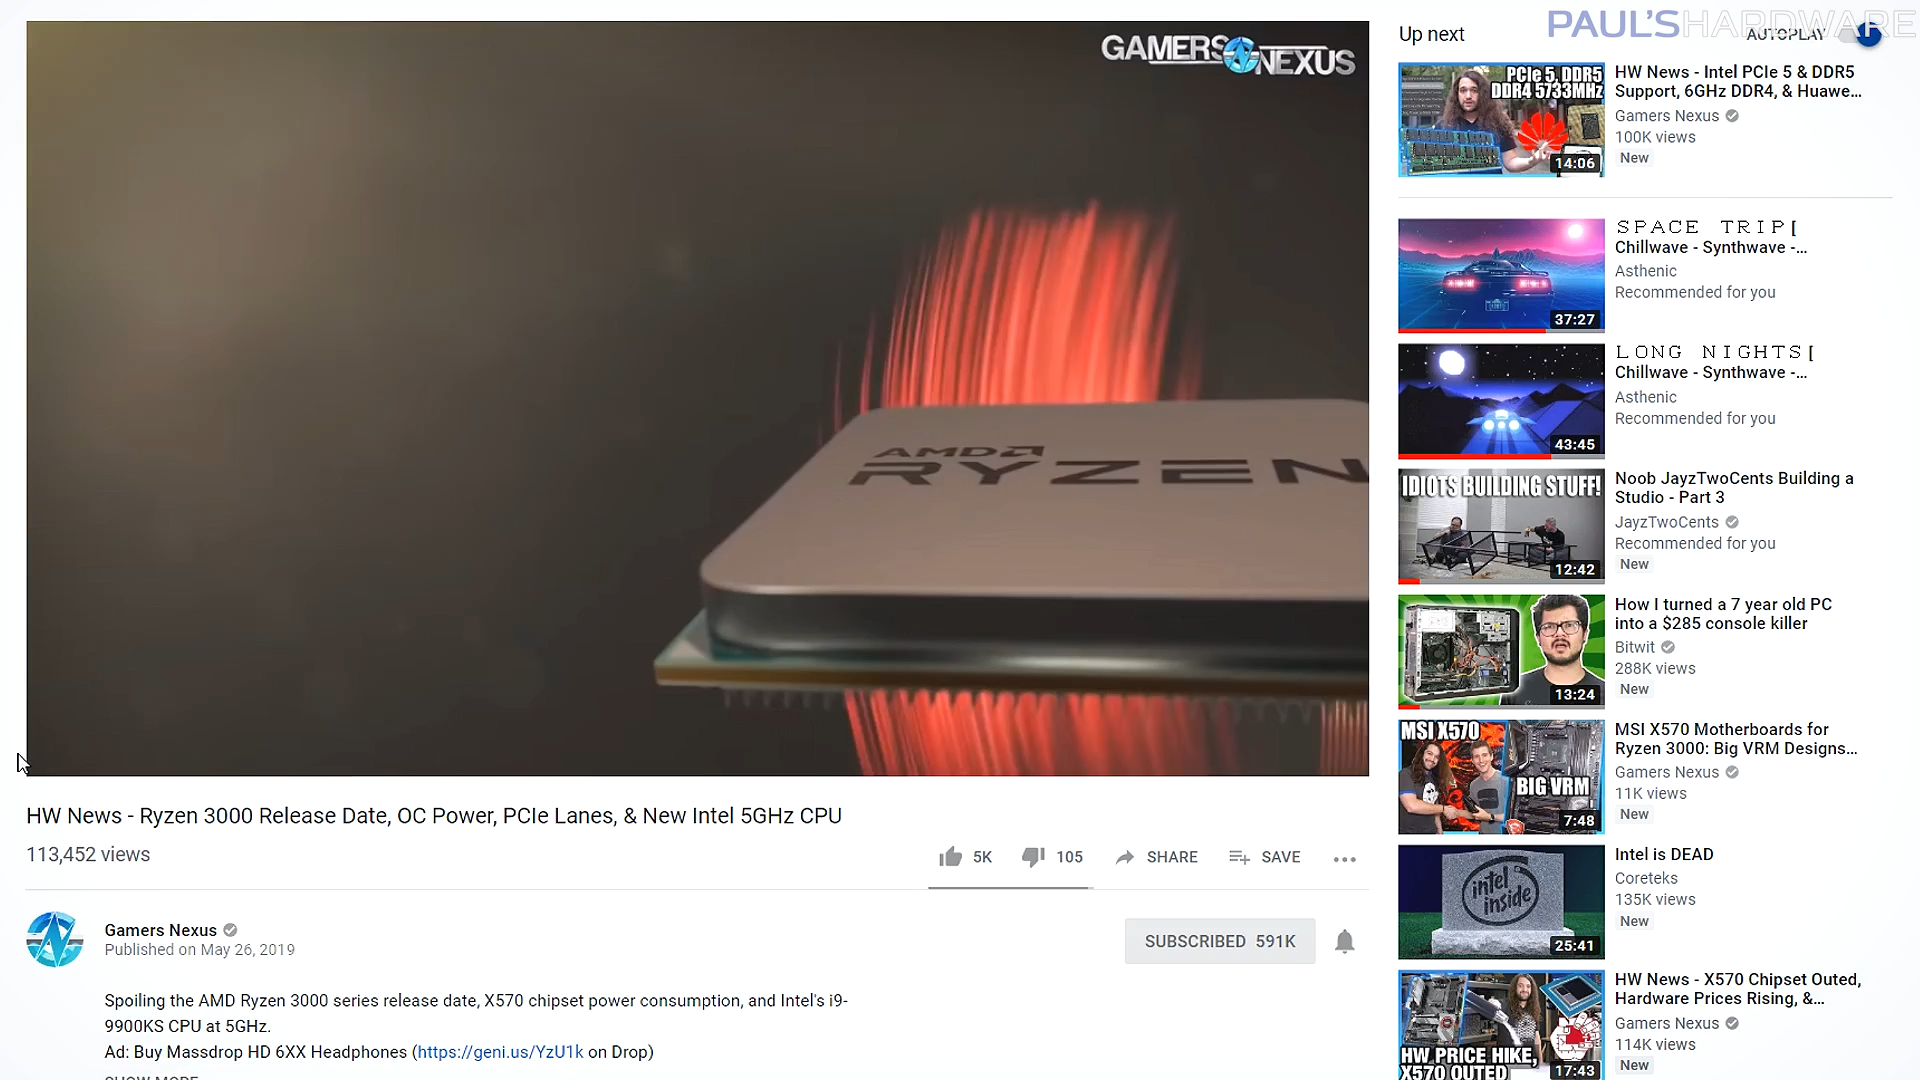 GAMERS NEXUS
AMD
RYZEN
HW News - Ryzen 3000 Release Date, OC Power, PCIe Lanes, & New Intel 5GHz CPU
113,452 views
5K
105
SHARE
SAVE
Gamers Nexus
Published on May 26, 2019
SUBSCRIBED 591K
Spoiling the AMD Ryzen 3000 series release date, X570 chipset power consumption, and Intel's i9-
9900KS CPU at 5GHz.
Ad: Buy Massdrop HD 6XX Headphones (https://geni.us/YzU1k on Drop)
SHOW MORE
PAUL'SHARDWARE
Up next
AUTOPLAY
PCIe 5, DDR5
DDR4 5733MHz
14:06
HW News - Intel PCIe 5 & DDR5
Support, 6GHz DDR4, & Huawe...
Gamers Nexus
100K views
New
37:27
SPACE TRIP [
Chillwave - Synthwave -...
Asthenic
Recommended for you
43:45
LONG NIGHTS [
Chillwave - Synthwave -...
Asthenic
Recommended for you
IDIOTS BUILDING STUFF!
12:42
Noob JayzTwoCents Building a
Studio - Part 3
JayzTwoCents
Recommended for you
New
13:24
How I turned a 7 year old PC
into a $285 console killer
Bitwit
288K views
New
MSI X570
BIG VRM
7:48
MSI X570 Motherboards for
Ryzen 3000: Big VRM Designs...
Gamers Nexus
11K views
New
intel
inside
25:41
Intel is DEAD
Coreteks
135K views
New
HW PRICE HIKE,
X570 OUTED
17:43
HW News - X570 Chipset Outed,
Hardware Prices Rising, &...
Gamers Nexus
114K views
New